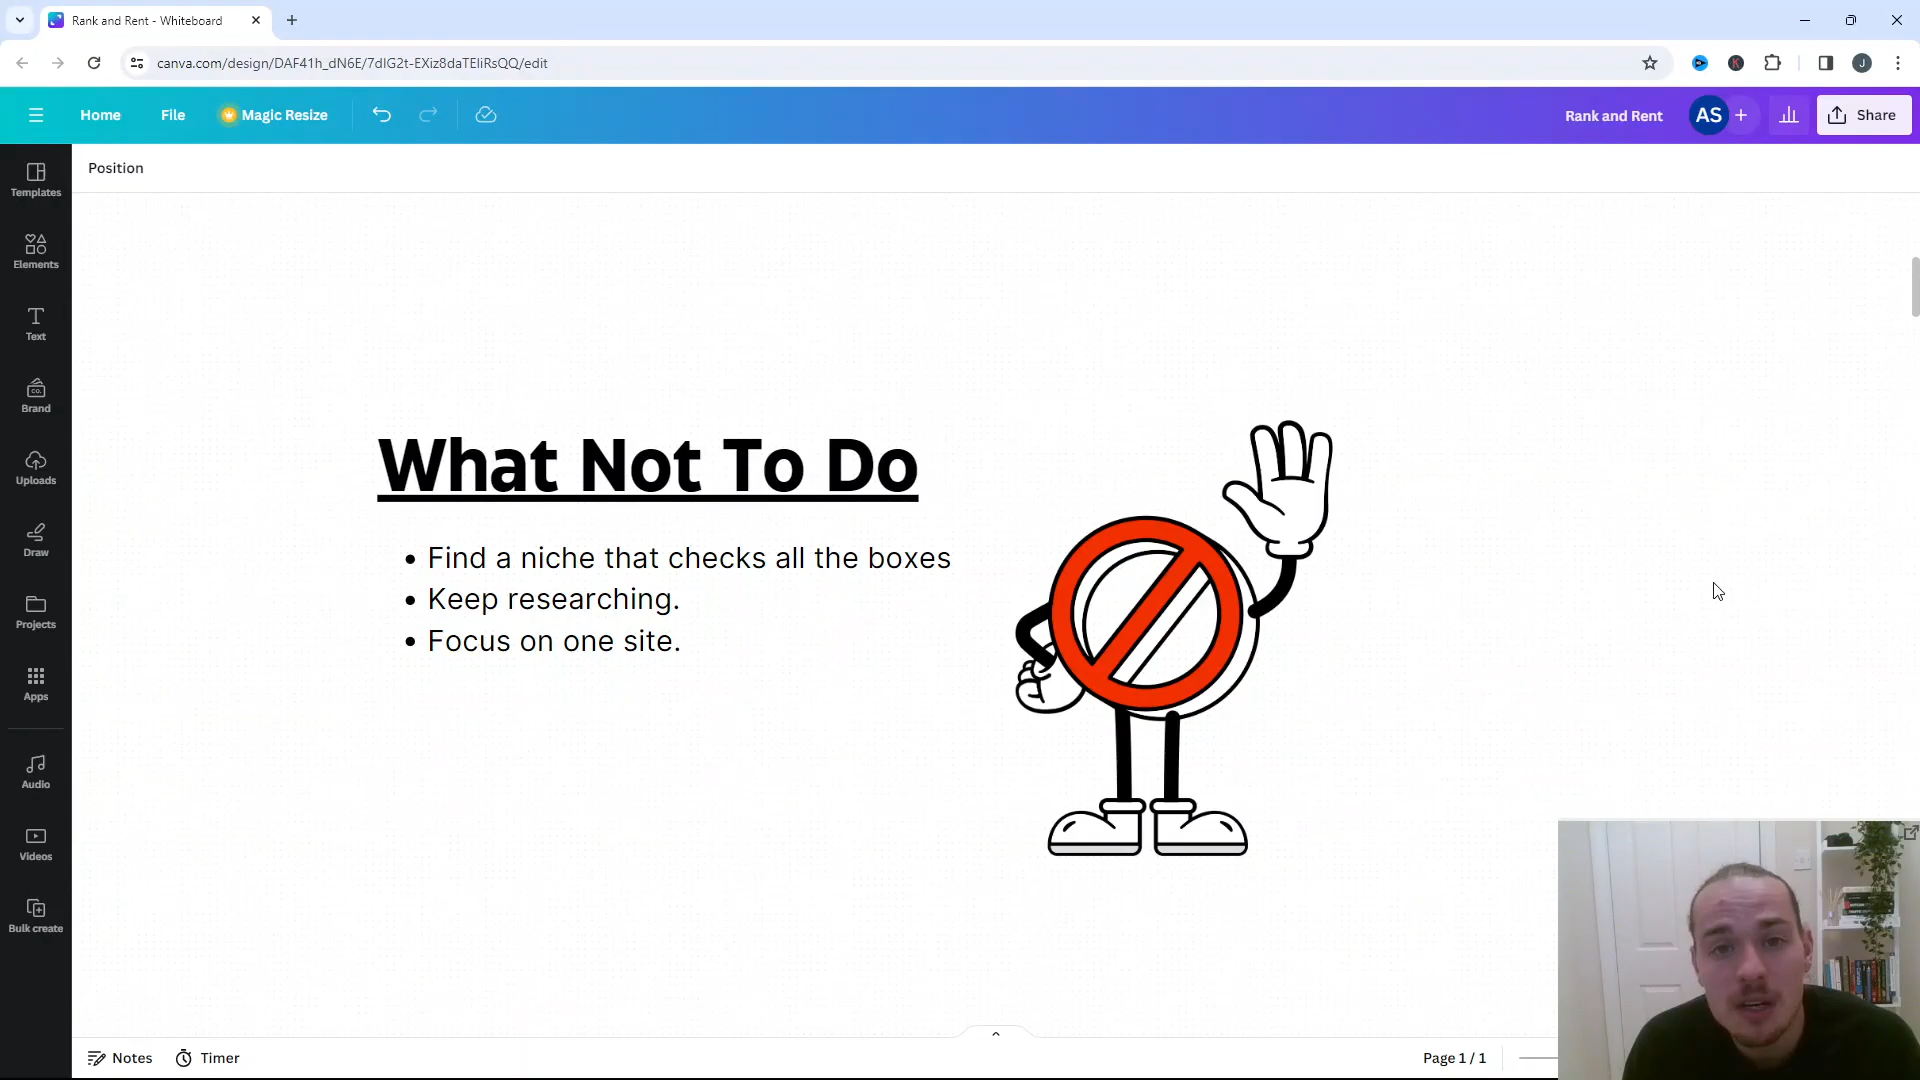 Rank and Rent - Whiteboard
canva.com/design/DAF41h_dN6E/7dIG2t-EXiz8daTEliRsQQ/edit
J
Home
File
Magic Resize
Rank and Rent
AS
Share
Position
Templates
Elements
Text
Brand
Uploads
Draw
Projects
Apps
Audio
Videos
Bulk create
What Not To Do
• Find a niche that checks all the boxes
• Keep researching.
• Focus on one site.
Notes
Timer
Page 1 / 1